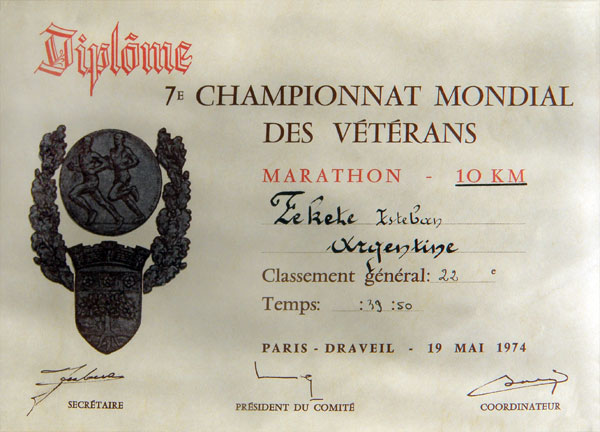 Diplôme
7E CHAMPIONNAT MONDIAL
DES VÉTÉRANS
MARATHON - 10 KM
Fekete Esteban
Argentine
Classement général: 22 e
Temps: :39 :50
PARIS - DRAVEIL - 19 MAI 1974
SECRÉTAIRE
PRÉSIDENT DU COMITÉ
COORDINATEUR